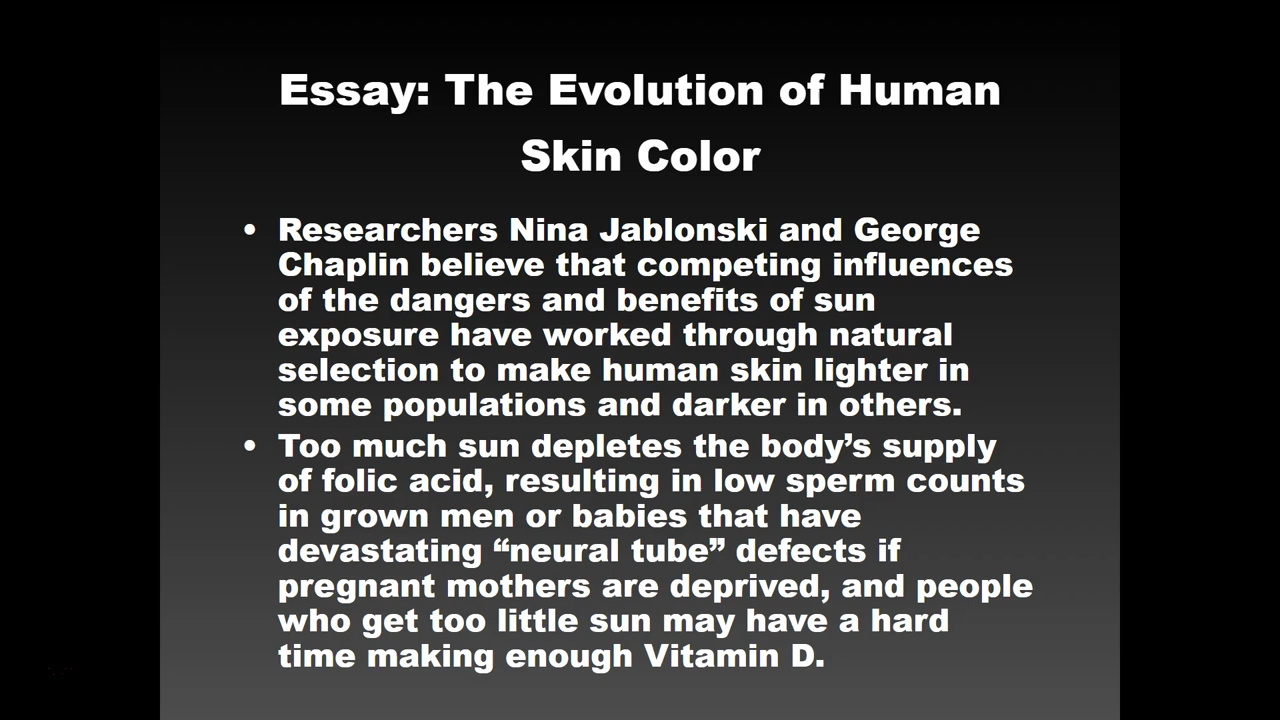 Essay: The Evolution of Human
Skin Color
• Researchers Nina Jablonski and George
Chaplin believe that competing influences
of the dangers and benefits of sun
exposure have worked through natural
selection to make human skin lighter in
some populations and darker in others.
• Too much sun depletes the body’s supply
of folic acid, resulting in low sperm counts
in grown men or babies that have
devastating “neural tube” defects if
pregnant mothers are deprived, and people
who get too little sun may have a hard
time making enough Vitamin D.